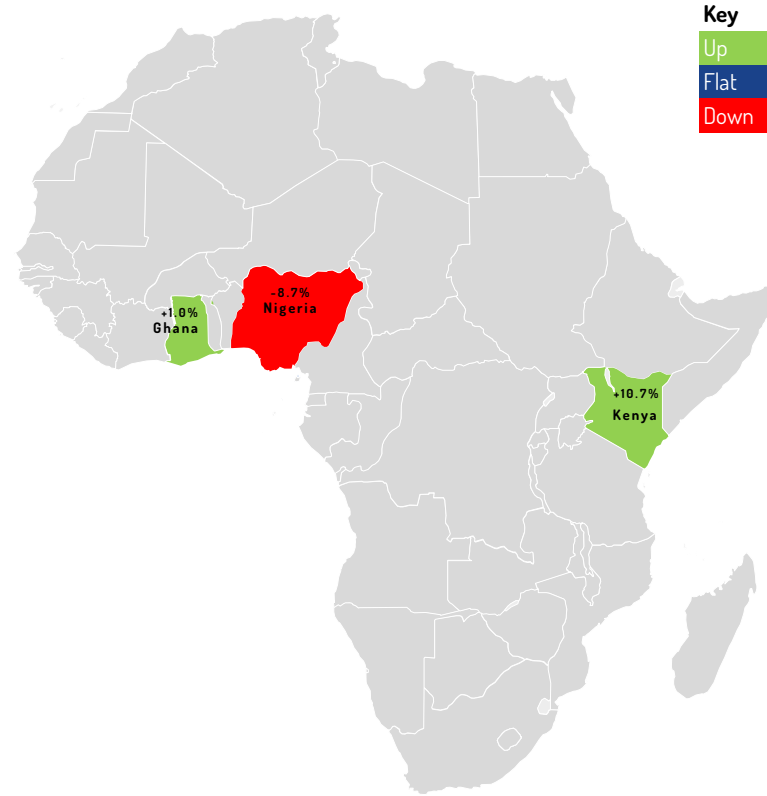 Key
Up
Flat
Down
-8.7%
Nigeria
+1.0%
Ghana
+10.7%
Kenya